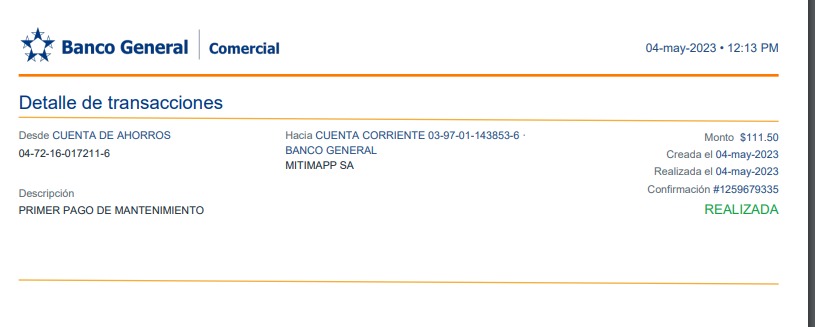 Banco General | Comercial
04-may-2023 • 12:13 PM
Detalle de transacciones
Desde CUENTA DE AHORROS
04-72-16-017211-6
Hacia CUENTA CORRIENTE 03-97-01-143853-6 ·
BANCO GENERAL
MITIMAPP SA
Monto $111.50
Creada el 04-may-2023
Realizada el 04-may-2023
Confirmación #1259679335
REALIZADA
Descripción
PRIMER PAGO DE MANTENIMIENTO